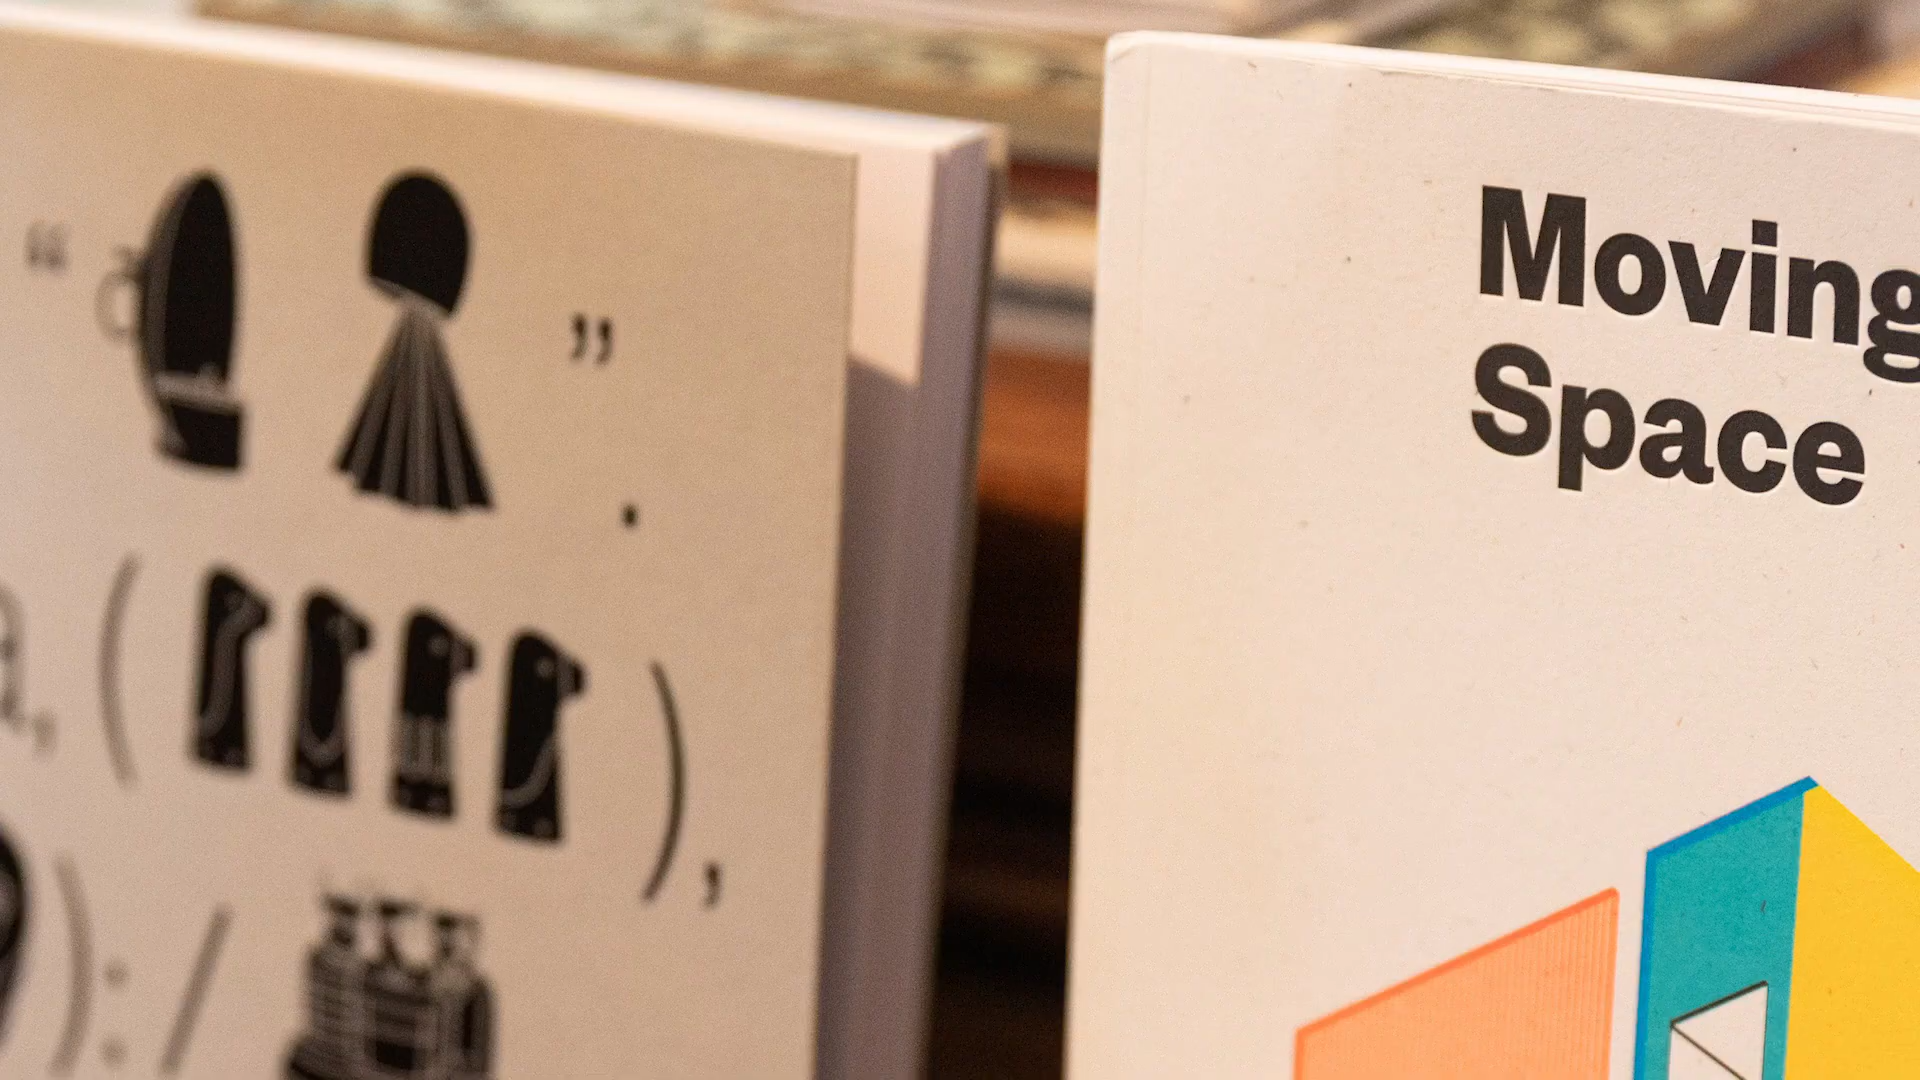 “ ”.
a, ( ),
) : /
Moving
Space